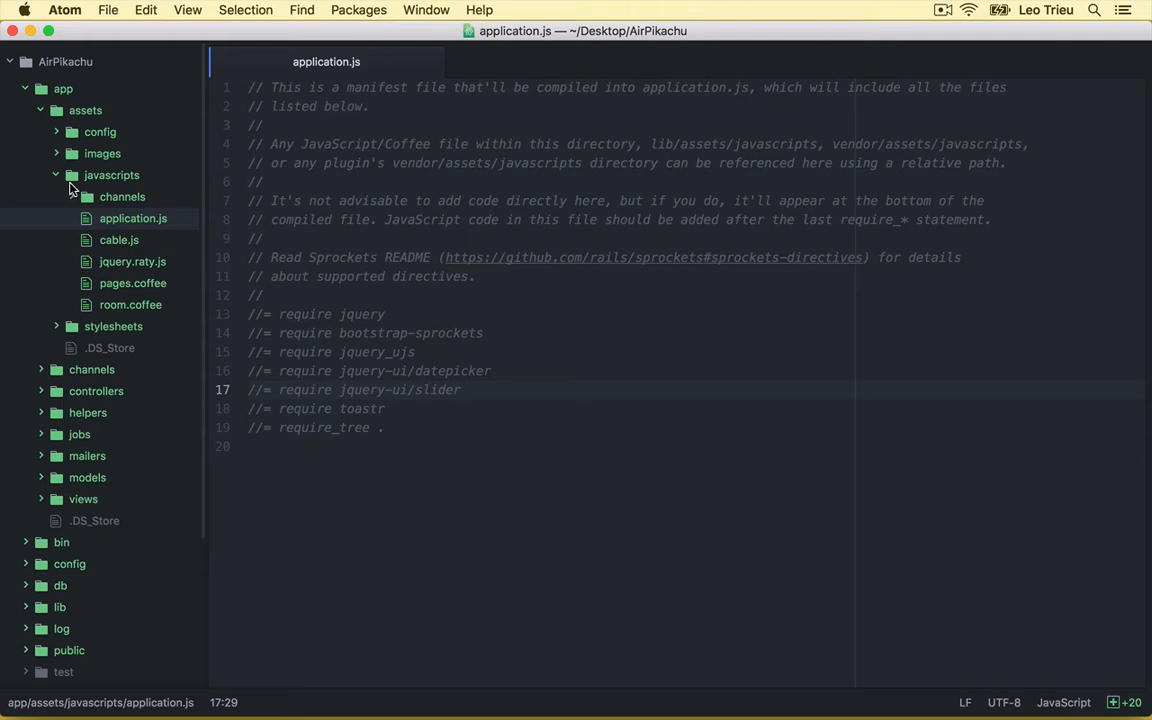 Atom File Edit View Selection Find Packages Window Help Leo Trieu
application.js — ~/Desktop/AirPikachu
AirPikachu
app
assets
config
images
javascripts
channels
application.js
cable.js
jquery.raty.js
pages.coffee
room.coffee
stylesheets
.DS_Store
channels
controllers
helpers
jobs
mailers
models
views
.DS_Store
bin
config
db
lib
log
public
test
application.js
1 // This is a manifest file that'll be compiled into application.js, which will include all the files
2 // listed below.
3 //
4 // Any JavaScript/Coffee file within this directory, lib/assets/javascripts, vendor/assets/javascripts,
5 // or any plugin's vendor/assets/javascripts directory can be referenced here using a relative path.
6 //
7 // It's not advisable to add code directly here, but if you do, it'll appear at the bottom of the
8 // compiled file. JavaScript code in this file should be added after the last require_* statement.
9 //
10 // Read Sprockets README (https://github.com/rails/sprockets#sprockets-directives) for details
11 // about supported directives.
12 //
13 //= require jquery
14 //= require bootstrap-sprockets
15 //= require jquery_ujs
16 //= require jquery-ui/datepicker
17 //= require jquery-ui/slider
18 //= require toastr
19 //= require_tree .
20
app/assets/javascripts/application.js 17:29 LF UTF-8 JavaScript +20